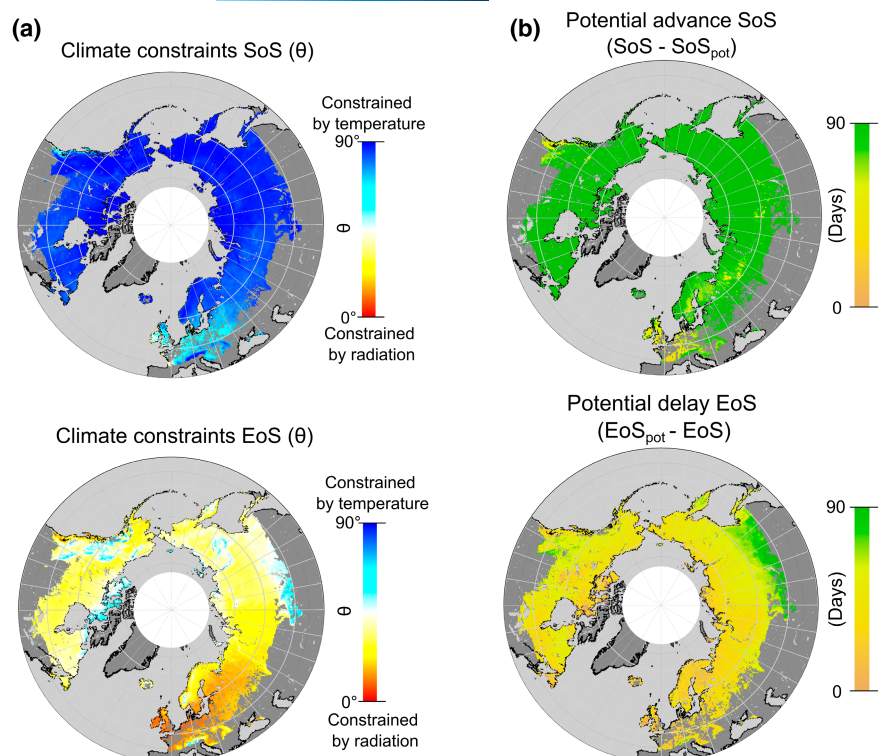 (a)
Climate constraints SoS (θ)
Constrained
by temperature
90°
θ
0°
Constrained
by radiation
(b)
Potential advance SoS
(SoS - SoSpot)
90
(Days)
0
Climate constraints EoS (θ)
Constrained
by temperature
90°
θ
0°
Constrained
by radiation
Potential delay EoS
(EoSpot - EoS)
90
(Days)
0